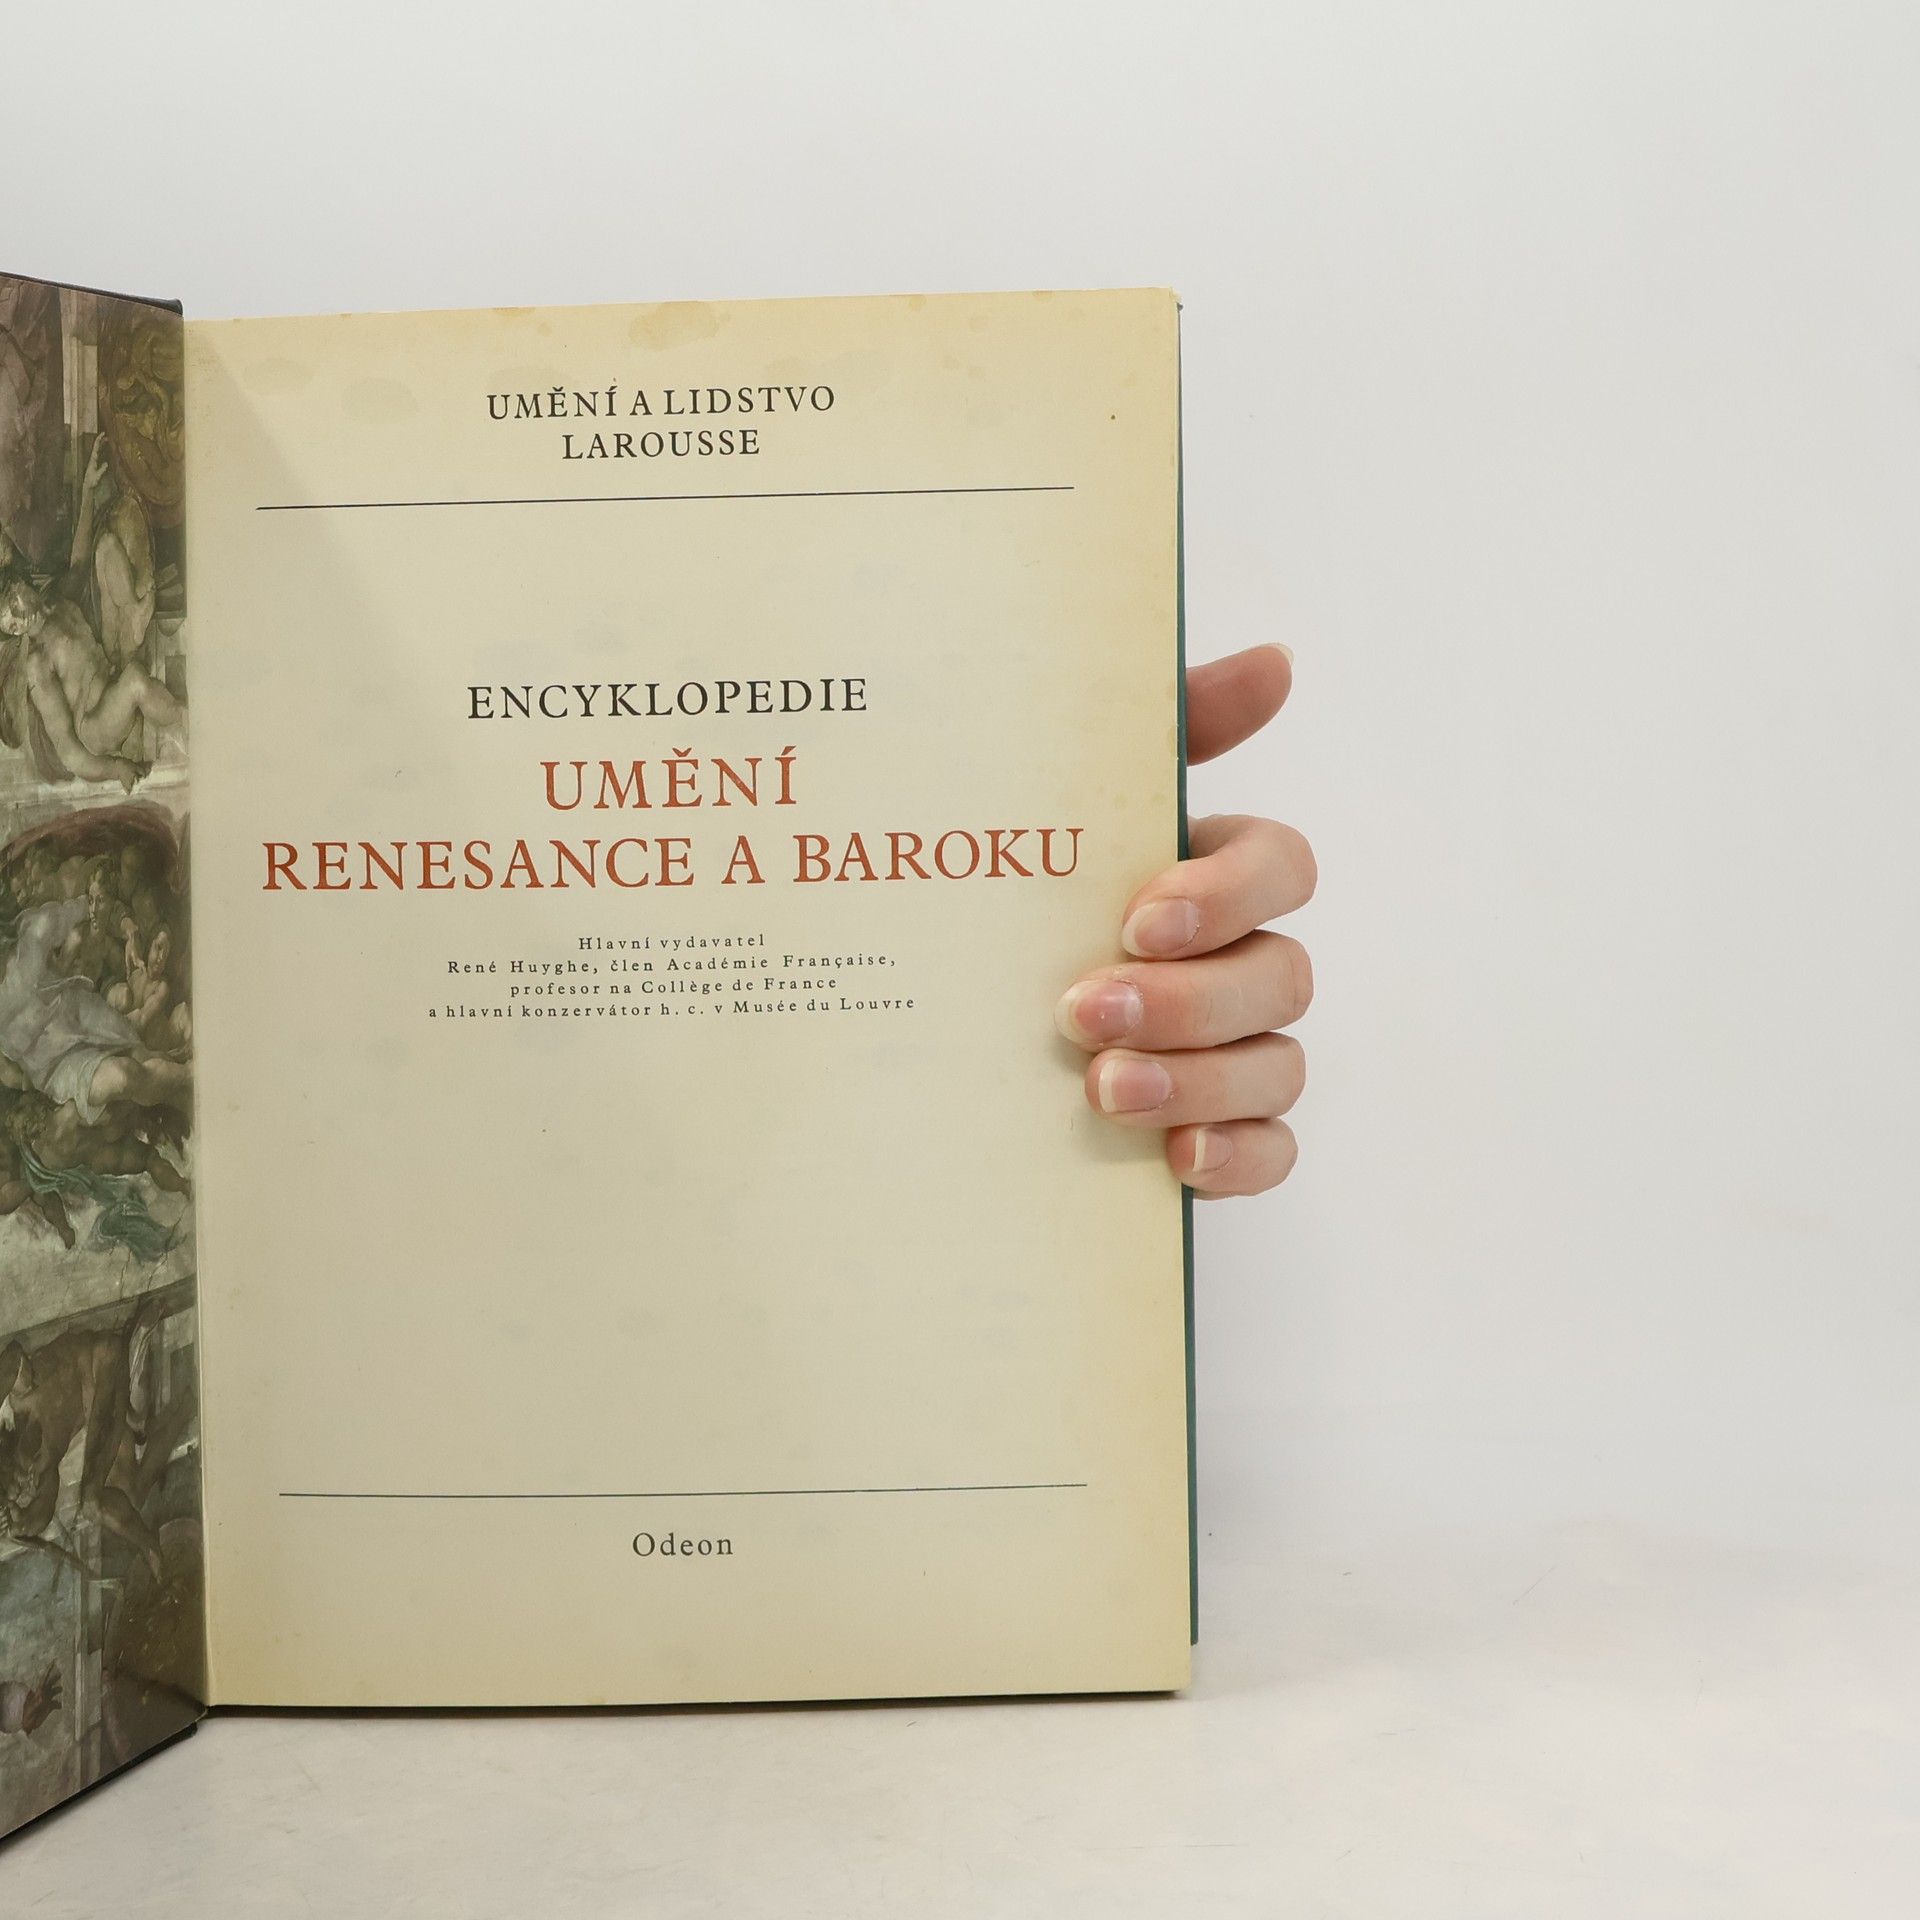 UMĚNÍ A LIDSTVO
LAROUSSE
ENCYKLOPEDIE
UMĚNÍ
RENESANCE A BAROKU
Hlavní vydavatel
René Huyghe, člen Académie Française,
profesor na Collège de France
a hlavní konzervátor h. c. v Musée du Louvre
Odeon